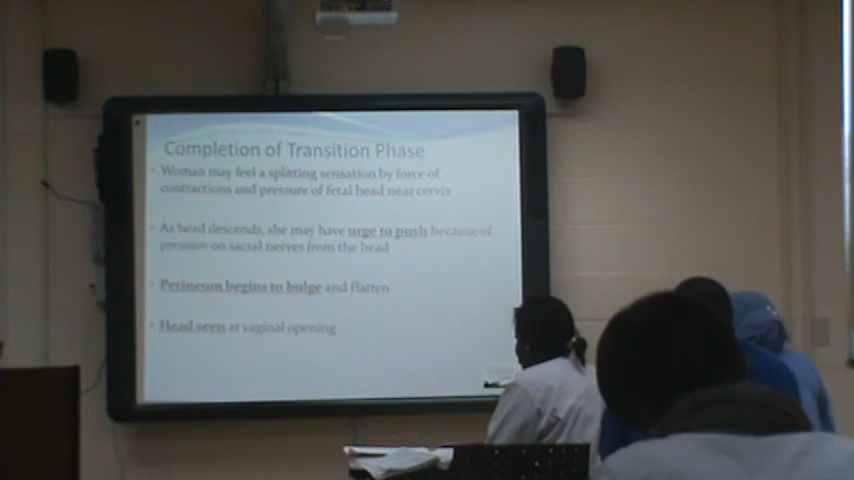 Completion of Transition Phase
Woman may feel a splitting sensation by force of
contractions and pressure of fetal head near cervix
As head descends, she may have urge to push because of
pressure on sacral nerves from the head
Perineum begins to bulge and flatten
Head seen at vaginal opening